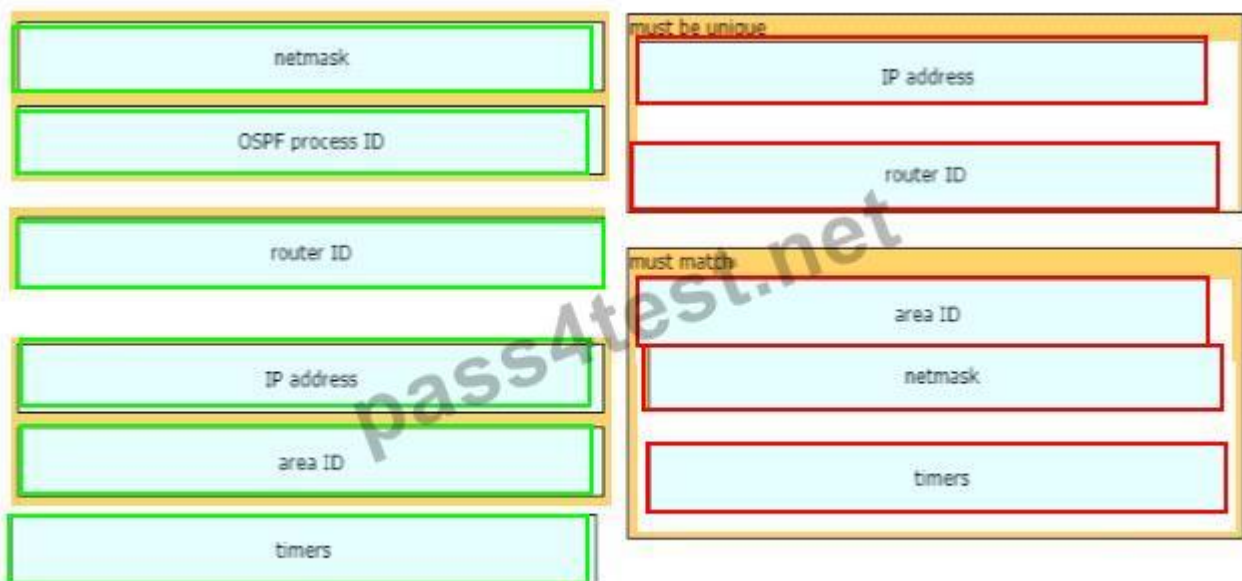 netmask
OSPF process ID
router ID
IP address
area ID
timers
must be unique
IP address
router ID
must match
area ID
netmask
timers
pass4test.net